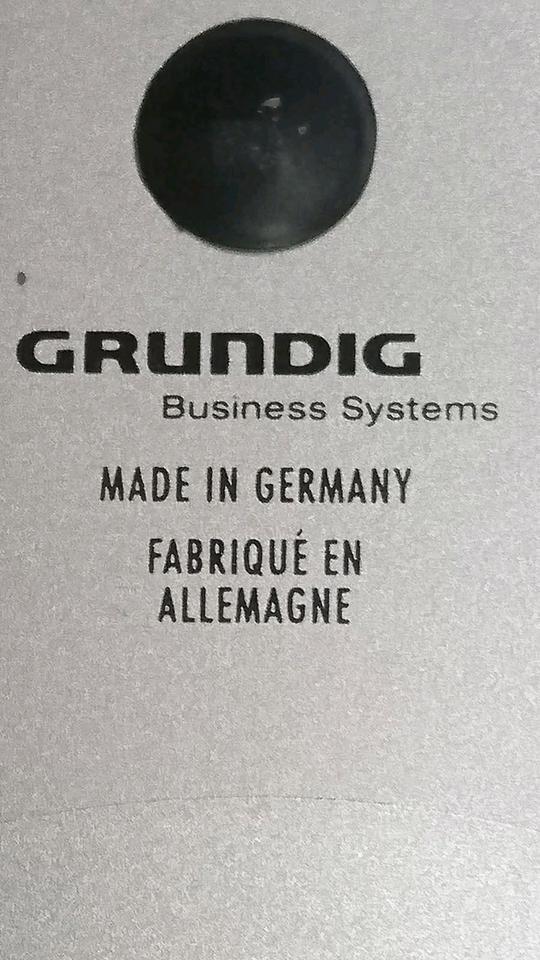 GRUNDIG
Business Systems
MADE IN GERMANY
FABRIQUÉ EN
ALLEMAGNE